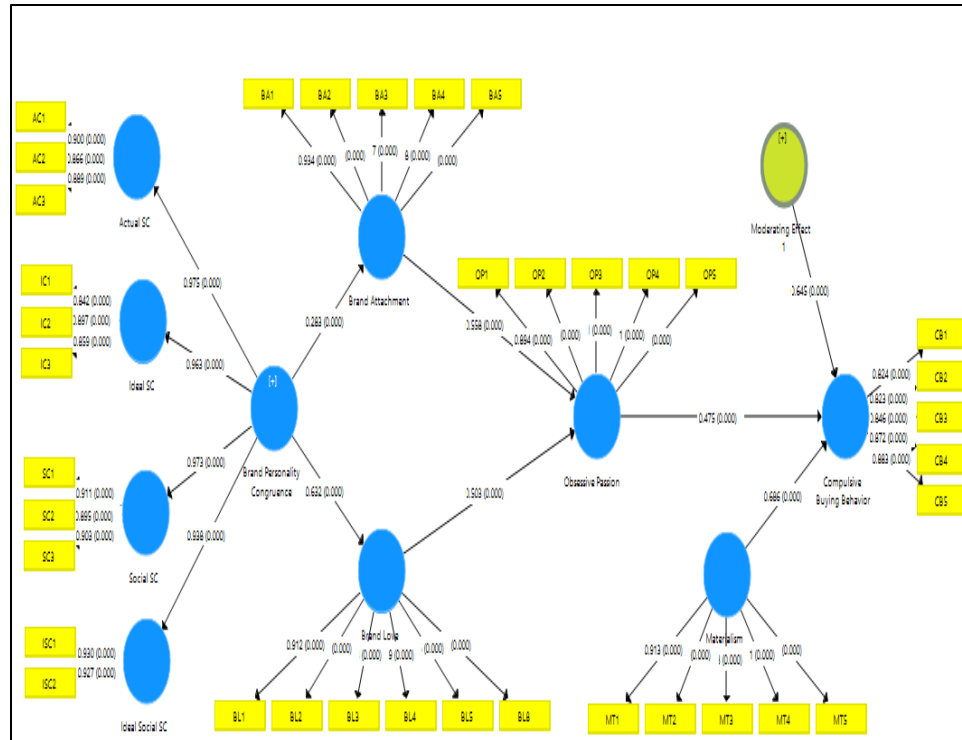 BA1
BA2
BA3
BA4
BA5
AC1
AC2
AC3
0.900 (0.000)
0.866 (0.000)
0.889 (0.000)
Actual SC
[+]
Moderating Effect
1
0.934 (0.000)
(0.000)
7 (0.000)
8 (0.000)
(0.000)
Brand Attachment
IC1
IC2
IC3
0.842 (0.000)
0.897 (0.000)
0.859 (0.000)
Ideal SC
0.975 (0.000)
0.283 (0.000)
0.963 (0.000)
OP1
OP2
OP3
OP4
OP5
0.558 (0.000)
0.894 (0.000)
(0.000)
(0.000)
1 (0.000)
(0.000)
0.645 (0.000)
[+]
Brand Personality
Congruence
0.475 (0.000)
Obsessive Passion
CB1
CB2
CB3
CB4
CB5
0.824 (0.000)
0.823 (0.000)
0.846 (0.000)
0.872 (0.000)
0.883 (0.000)
Compulsive
Buying Behavior
SC1
SC2
SC3
0.911 (0.000)
0.895 (0.000)
0.903 (0.000)
Social SC
0.973 (0.000)
0.938 (0.000)
0.632 (0.000)
0.503 (0.000)
0.686 (0.000)
ISC1
ISC2
0.930 (0.000)
0.927 (0.000)
Ideal Social SC
Brand Love
0.912 (0.000)
(0.000)
(0.000)
9 (0.000)
(0.000)
(0.000)
BL1
BL2
BL3
BL4
BL5
BL6
Materialism
0.913 (0.000)
(0.000)
(0.000)
1 (0.000)
(0.000)
MT1
MT2
MT3
MT4
MT5